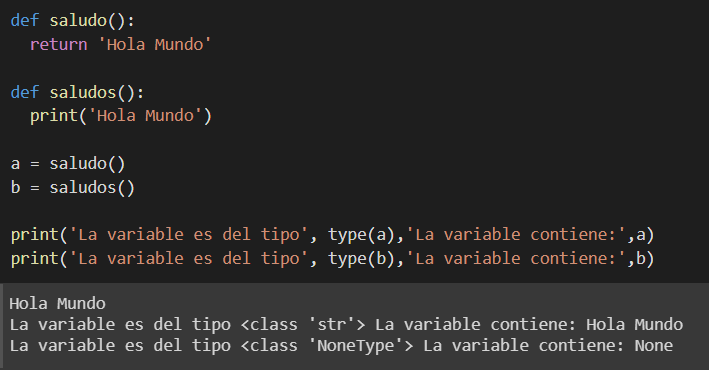 def saludo():
  return 'Hola Mundo'

def saludos():
  print('Hola Mundo')

a = saludo()
b = saludos()

print('La variable es del tipo', type(a),'La variable contiene:',a)
print('La variable es del tipo', type(b),'La variable contiene:',b)
Hola Mundo
La variable es del tipo <class 'str'> La variable contiene: Hola Mundo
La variable es del tipo <class 'NoneType'> La variable contiene: None